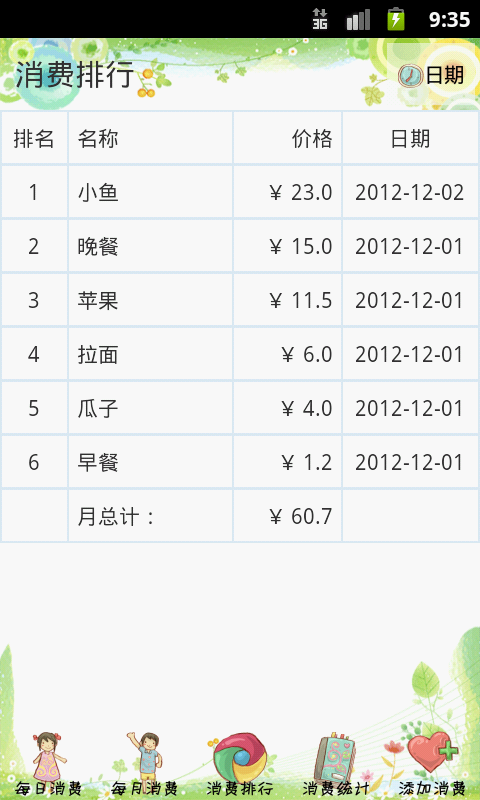 3G 9:35
消费排行 日期
排名 名称 价格 日期
1 小鱼 ¥ 23.0 2012-12-02
2 晚餐 ¥ 15.0 2012-12-01
3 苹果 ¥ 11.5 2012-12-01
4 拉面 ¥ 6.0 2012-12-01
5 瓜子 ¥ 4.0 2012-12-01
6 早餐 ¥ 1.2 2012-12-01
月总计： ¥ 60.7
每日消费 每月消费 消费排行 消费统计 添加消费